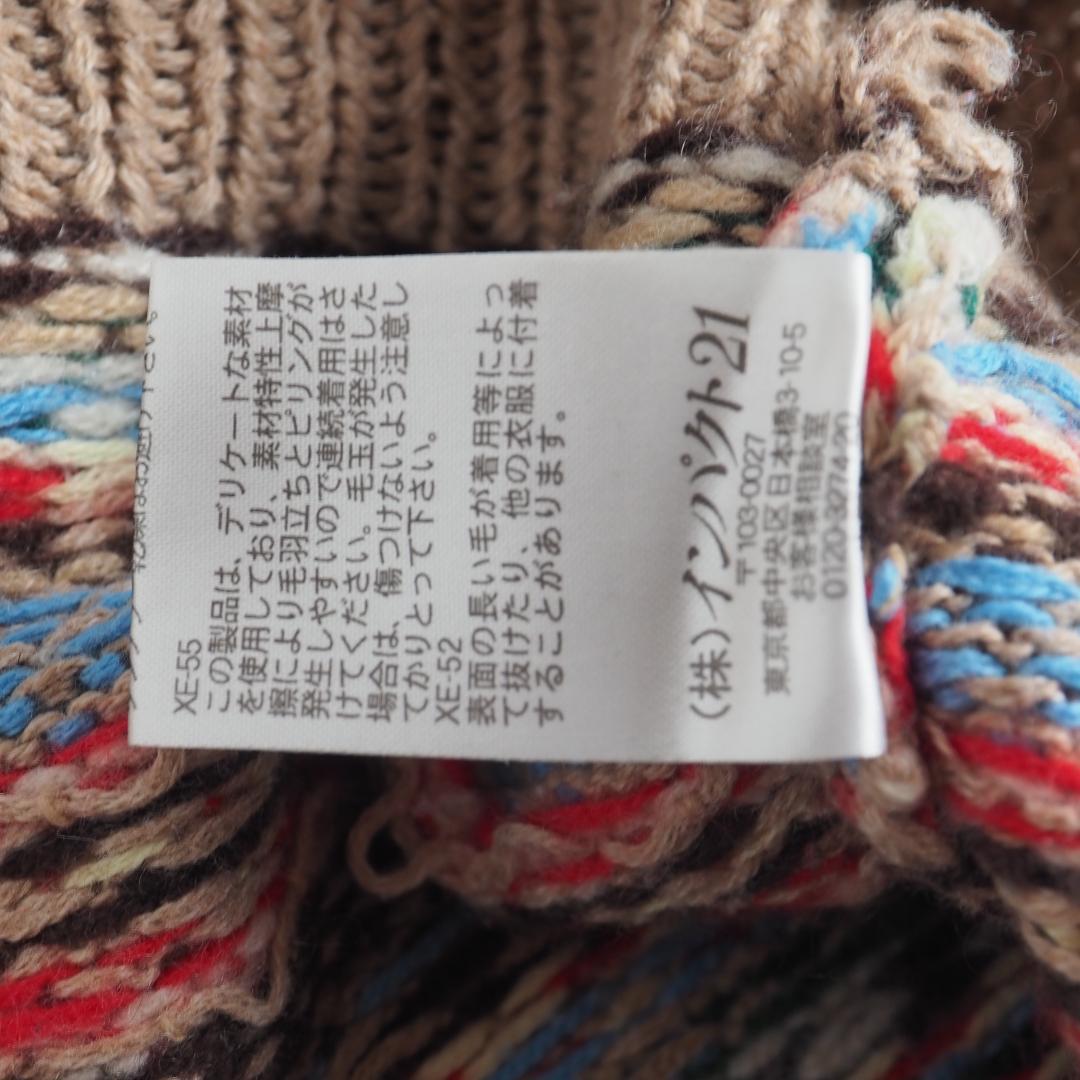 XE-55
この製品は、デリケートな素材
を使用しており、素材特性上摩
擦により毛羽立ちとピリングが
発生しやすいので連続着用はさ
けてください。毛玉が発生した
場合は、傷つけないよう注意し
てかりとって下さい。
XE-52
表面の長い毛が着用等によっ
て抜けたり、他の衣服に付着
することがあります。
(株)インパクト21
〒103-0027
東京都中央区日本橋3-10-5
お客様相談室
0120-3274-20